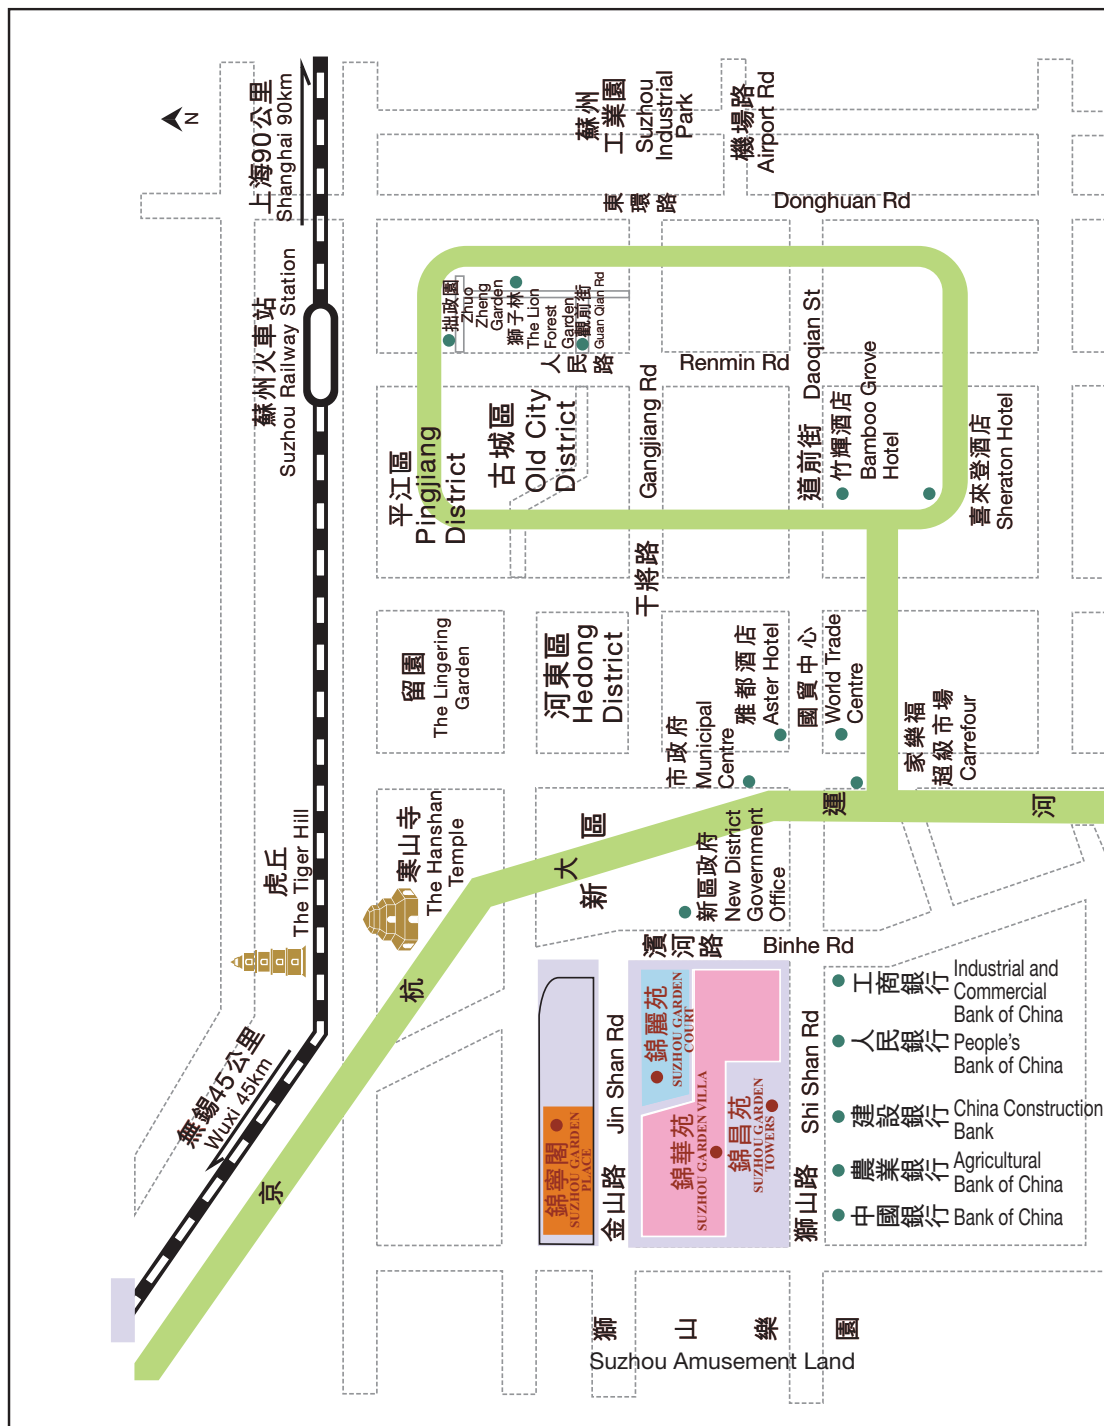 N
上海90公里
Shanghai 90km
蘇州火車站
Suzhou Railway Station
虎丘
The Tiger Hill
無錫45公里
Wuxi 45km
蘇州
工業園
Suzhou
Industrial
Park
機場路
Airport Rd
東環路
Donghuan Rd
拙政園
Zhuo
Zheng
Garden
獅子林
The Lion
Forest
Garden
觀前街
Guan Qian Rd
人民路
Renmin Rd
平江區
Pingjiang
District
古城區
Old City
District
Gangjiang Rd
干將路
道前街 Daoqian St
竹輝酒店
Bamboo Grove
Hotel
喜來登酒店
Sheraton Hotel
留園
The Lingering
Garden
河東區
Hedong
District
雅都酒店
Aster Hotel
國貿中心
World Trade
Centre
市政府
Municipal
Centre
家樂福
超級市場
Carrefour
寒山寺
The Hanshan
Temple
京杭大運河
新區
新區政府
New District
Government
Office
濱河路
Binhe Rd
金山路
Jin Shan Rd
獅山路
Shi Shan Rd
錦寧閣
SUZHOU GARDEN
PLACE
錦麗苑
SUZHOU GARDEN
COURT
錦華苑
SUZHOU GARDEN VILLA
錦昌苑
SUZHOU GARDEN
TOWERS
工商銀行
Industrial and
Commercial
Bank of China
人民銀行
People's
Bank of China
建設銀行
China Construction
Bank
農業銀行
Agricultural
Bank of China
中國銀行
Bank of China
獅山樂園
Suzhou Amusement Land